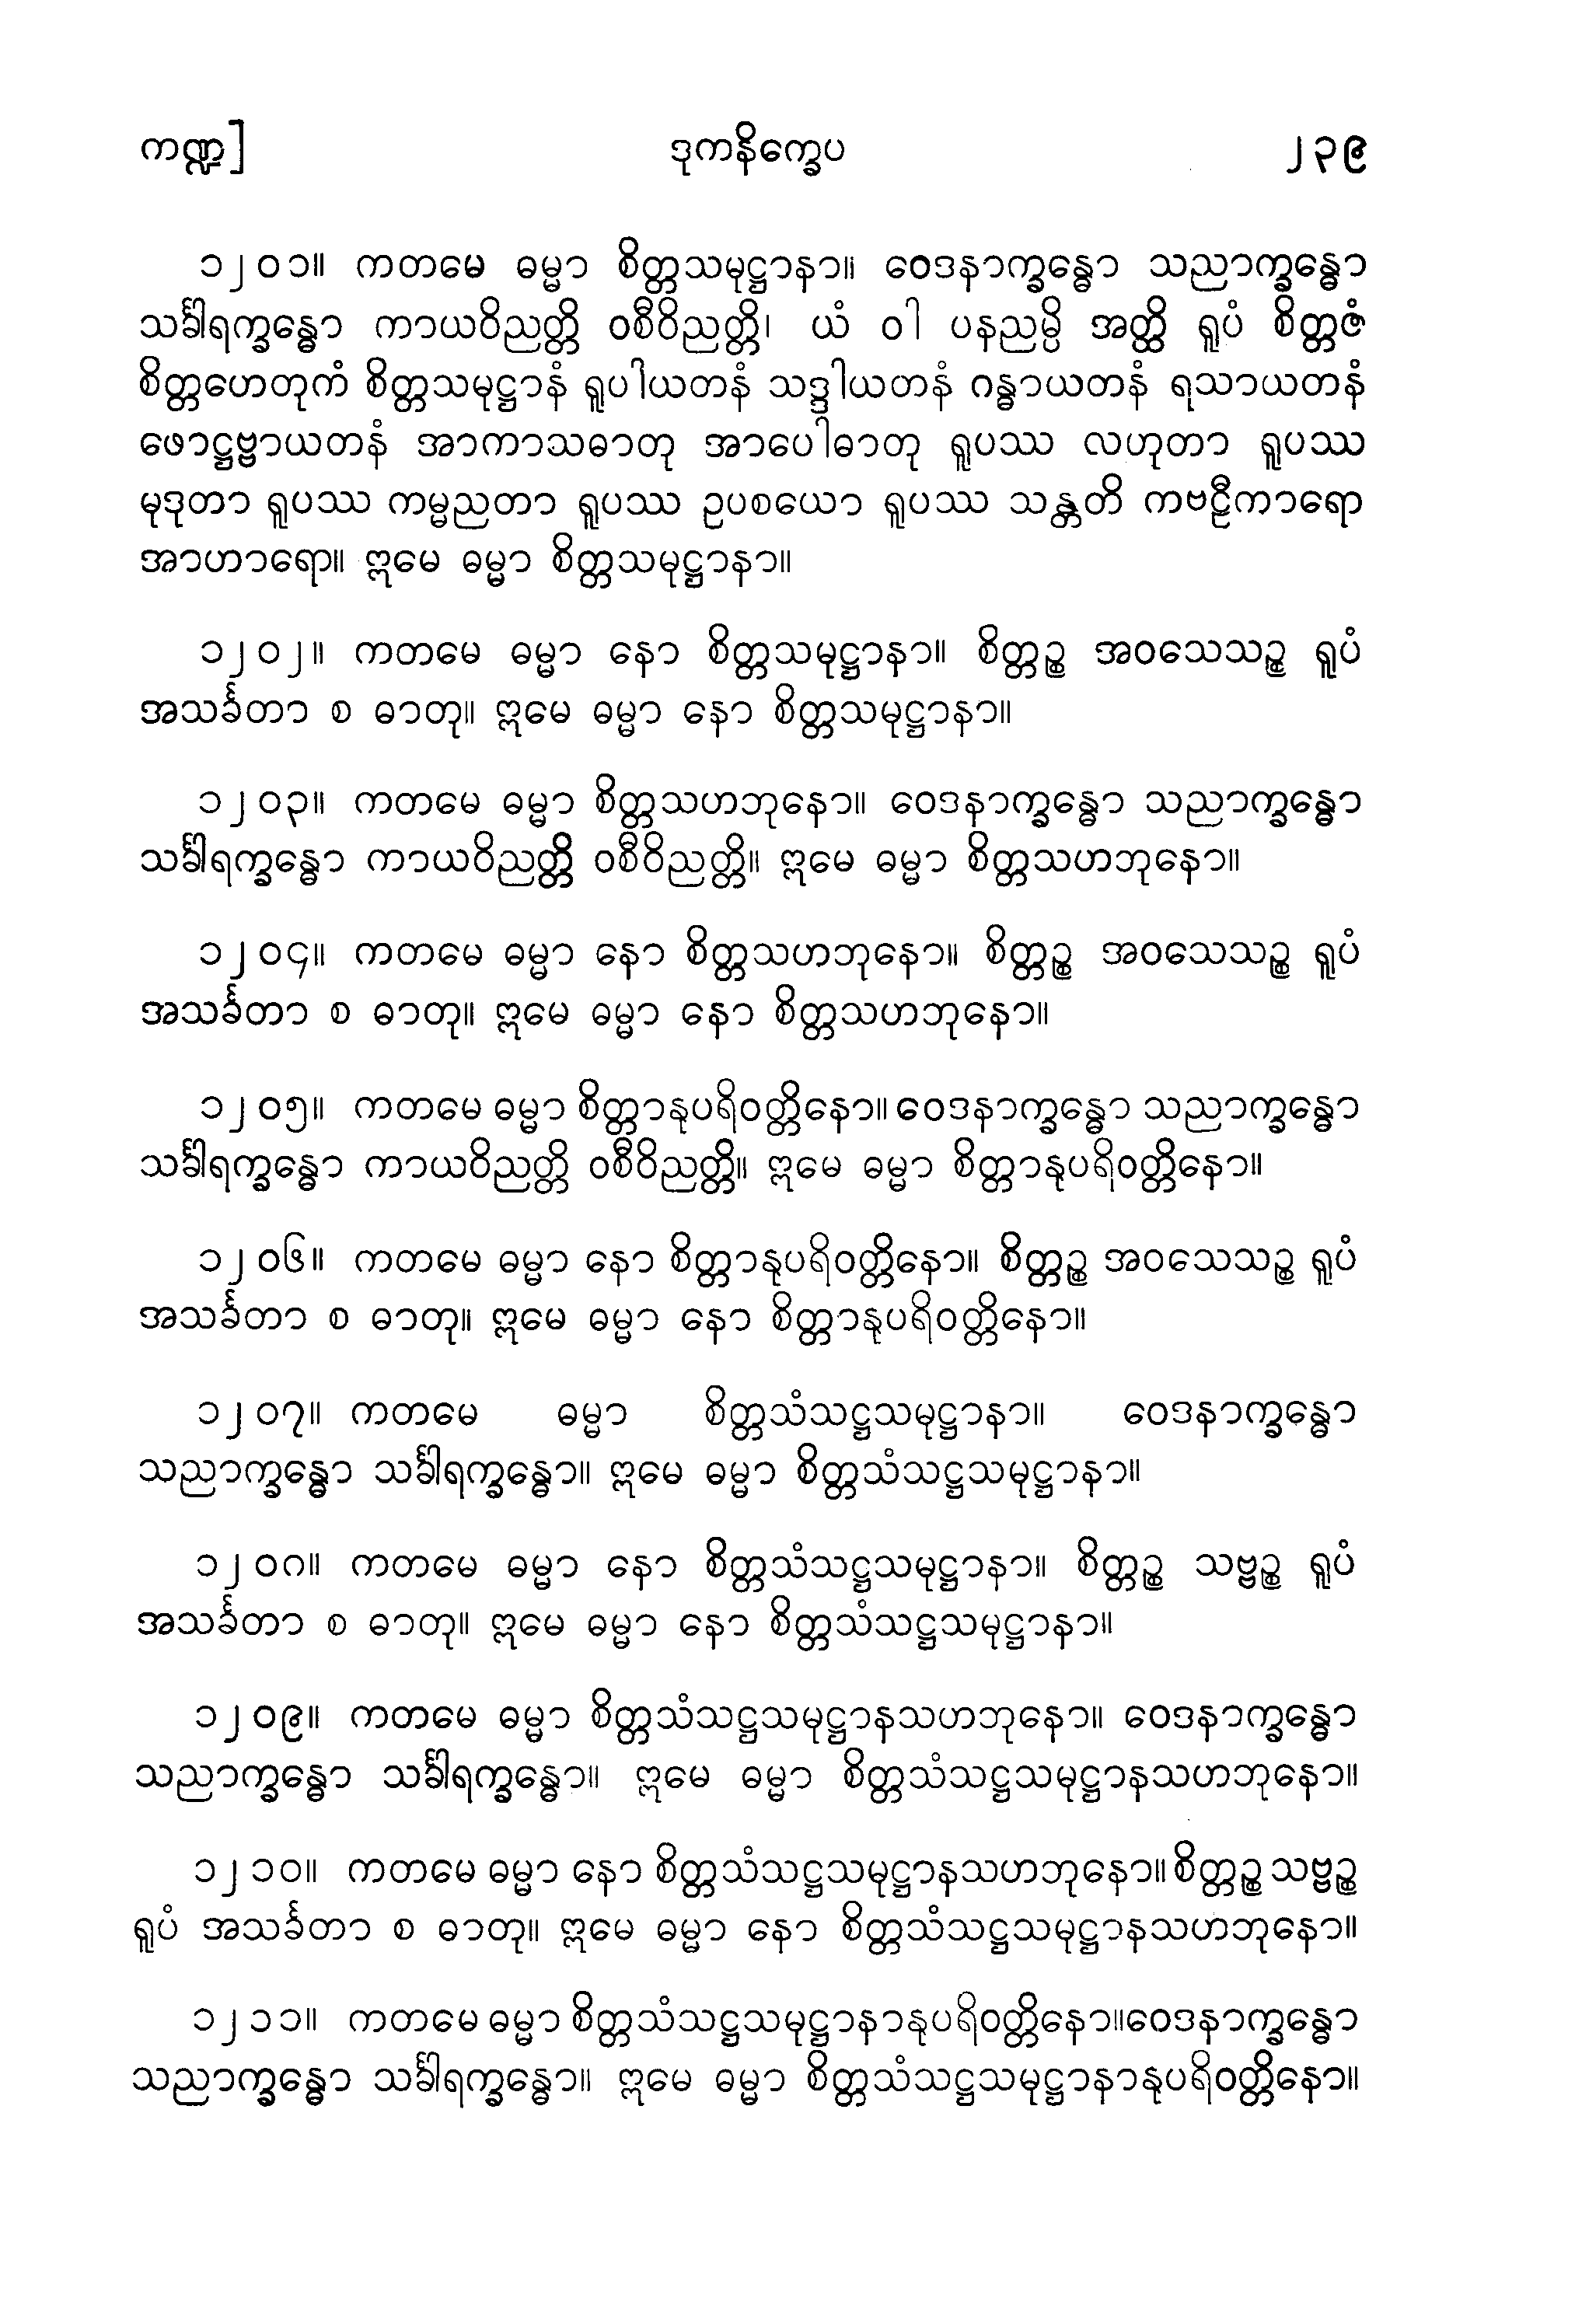 ကဏ္ဍ] ဒုကနိက္ခေပ ၂၃၉
၁၂၀၁။ ကတမေ ဓမ္မာ စိတ္တသမုဋ္ဌာနာ။ ဝေဒနာက္ခန္ဓော သညာက္ခန္ဓော
သင်္ခါရက္ခန္ဓော ကာယဝိညတ္တိ ဝစီဝိညတ္တိ၊ ယံ ဝါ ပနညမ္ပိ အတ္ထိ ရူပံ စိတ္တဇံ
စိတ္တဟေတုကံ စိတ္တသမုဋ္ဌာနံ ရူပါယတနံ သဒ္ဒါယတနံ ဂန္ဓာယတနံ ရသာယတနံ
ဖောဋ္ဌဗ္ဗာယတနံ အာကာသဓာတု အာပေါဓာတု ရူပဿ လဟုတာ ရူပဿ
မုဒုတာ ရူပဿ ကမ္မညတာ ရူပဿ ဥပစယော ရူပဿ သန္တတိ ကဗဠီကာရော
အာဟာရော။ ဣမေ ဓမ္မာ စိတ္တသမုဋ္ဌာနာ။
၁၂၀၂။ ကတမေ ဓမ္မာ နော စိတ္တသမုဋ္ဌာနာ။ စိတ္တဉ္စ အဝသေသဉ္စ ရူပံ
အသင်္ခတာ စ ဓာတု။ ဣမေ ဓမ္မာ နော စိတ္တသမုဋ္ဌာနာ။
၁၂၀၃။ ကတမေ ဓမ္မာ စိတ္တသဟဘုနော။ ဝေဒနာက္ခန္ဓော သညာက္ခန္ဓော
သင်္ခါရက္ခန္ဓော ကာယဝိညတ္တိ ဝစီဝိညတ္တိ။ ဣမေ ဓမ္မာ စိတ္တသဟဘုနော။
၁၂၀၄။ ကတမေ ဓမ္မာ နော စိတ္တသဟဘုနော။ စိတ္တဉ္စ အဝသေသဉ္စ ရူပံ
အသင်္ခတာ စ ဓာတု။ ဣမေ ဓမ္မာ နော စိတ္တသဟဘုနော။
၁၂၀၅။ ကတမေ ဓမ္မာ စိတ္တာနုပရိဝတ္တိနော။ ဝေဒနာက္ခန္ဓော သညာက္ခန္ဓော
သင်္ခါရက္ခန္ဓော ကာယဝိညတ္တိ ဝစီဝိညတ္တိ။ ဣမေ ဓမ္မာ စိတ္တာနုပရိဝတ္တိနော။
၁၂၀၆။ ကတမေ ဓမ္မာ နော စိတ္တာနုပရိဝတ္တိနော။ စိတ္တဉ္စ အဝသေသဉ္စ ရူပံ
အသင်္ခတာ စ ဓာတု။ ဣမေ ဓမ္မာ နော စိတ္တာနုပရိဝတ္တိနော။
၁၂၀၇။ ကတမေ ဓမ္မာ စိတ္တသံသဋ္ဌသမုဋ္ဌာနာ။ ဝေဒနာက္ခန္ဓော
သညာက္ခန္ဓော သင်္ခါရက္ခန္ဓော။ ဣမေ ဓမ္မာ စိတ္တသံသဋ္ဌသမုဋ္ဌာနာ။
၁၂၀၈။ ကတမေ ဓမ္မာ နော စိတ္တသံသဋ္ဌသမုဋ္ဌာနာ။ စိတ္တဉ္စ သဗ္ဗဉ္စ ရူပံ
အသင်္ခတာ စ ဓာတု။ ဣမေ ဓမ္မာ နော စိတ္တသံသဋ္ဌသမုဋ္ဌာနာ။
၁၂၀၉။ ကတမေ ဓမ္မာ စိတ္တသံသဋ္ဌသမုဋ္ဌာနသဟဘုနော။ ဝေဒနာက္ခန္ဓော
သညာက္ခန္ဓော သင်္ခါရက္ခန္ဓော။ ဣမေ ဓမ္မာ စိတ္တသံသဋ္ဌသမုဋ္ဌာနသဟဘုနော။
၁၂၁၀။ ကတမေ ဓမ္မာ နော စိတ္တသံသဋ္ဌသမုဋ္ဌာနသဟဘုနော။ စိတ္တဉ္စ သဗ္ဗဉ္စ
ရူပံ အသင်္ခတာ စ ဓာတု။ ဣမေ ဓမ္မာ နော စိတ္တသံသဋ္ဌသမုဋ္ဌာနသဟဘုနော။
၁၂၁၁။ ကတမေ ဓမ္မာ စိတ္တသံသဋ္ဌသမုဋ္ဌာနာနုပရိဝတ္တိနော။ဝေဒနာက္ခန္ဓော
သညာက္ခန္ဓော သင်္ခါရက္ခန္ဓော။ ဣမေ ဓမ္မာ စိတ္တသံသဋ္ဌသမုဋ္ဌာနာနုပရိဝတ္တိနော။